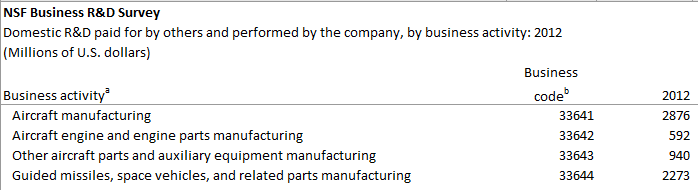 NSF Business R&D Survey
Domestic R&D paid for by others and performed by the company, by business activity: 2012
(Millions of U.S. dollars)
Business
Business activityᵃ codeᵇ 2012
Aircraft manufacturing 33641 2876
Aircraft engine and engine parts manufacturing 33642 592
Other aircraft parts and auxiliary equipment manufacturing 33643 940
Guided missiles, space vehicles, and related parts manufacturing 33644 2273